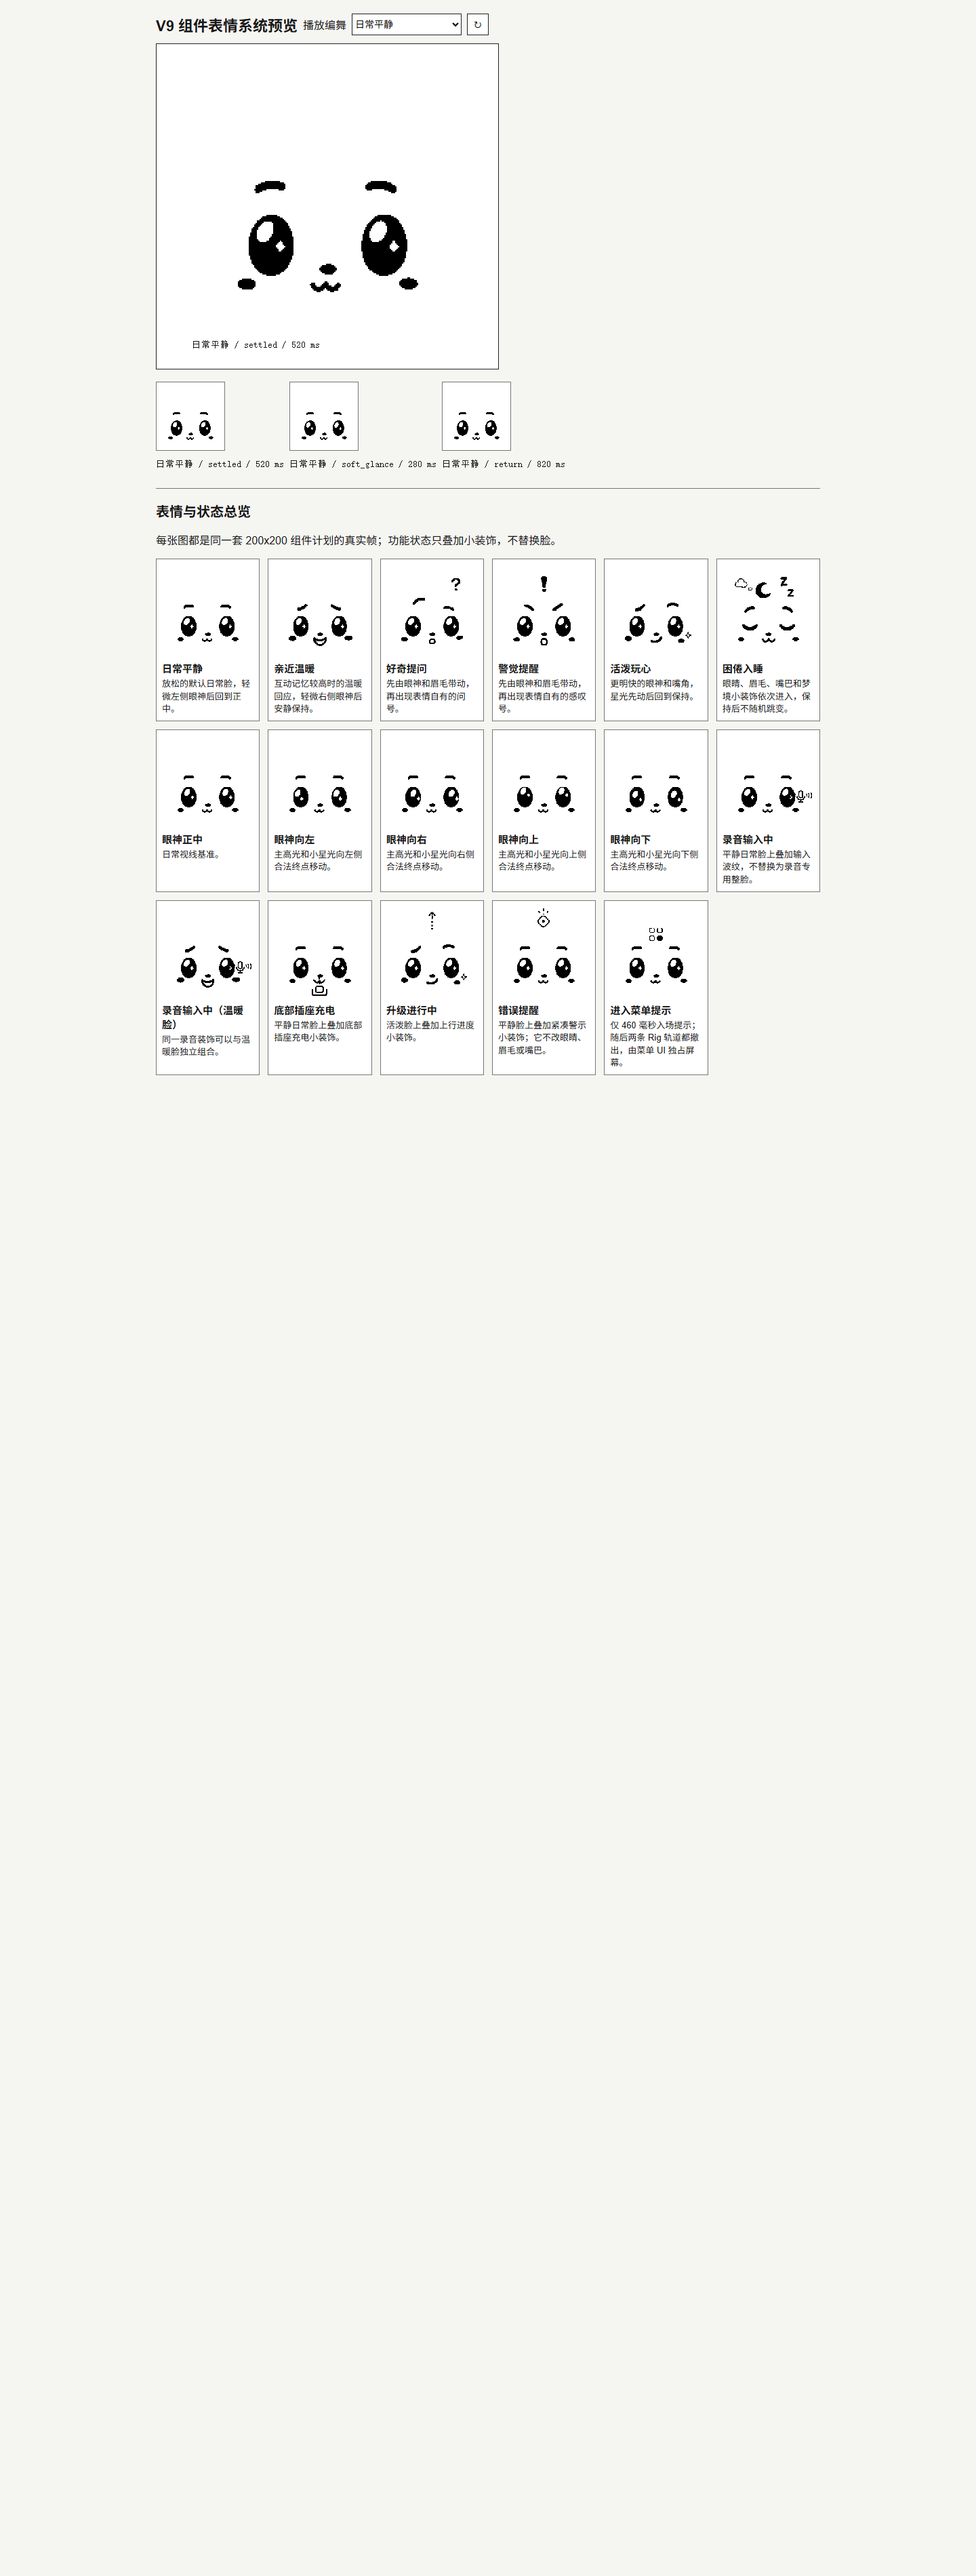 V9 组件表情系统预览 播放编舞 日常平静 ↻
日常平静 / settled / 520 ms
日常平静 / settled / 520 ms 日常平静 / soft_glance / 280 ms 日常平静 / return / 820 ms
表情与状态总览
每张图都是同一套 200x200 组件计划的真实帧；功能状态只叠加小装饰，不替换脸。
?
!
z
z
日常平静
放松的默认日常脸，轻
微左侧眼神后回到正
中。
亲近温暖
互动记忆较高时的温暖
回应，轻微右侧眼神后
安静保持。
好奇提问
先由眼神和眉毛带动，
再出现表情自有的问
号。
警觉提醒
先由眼神和眉毛带动，
再出现表情自有的感叹
号。
活泼玩心
更明快的眼神和嘴角，
星光先动后回到保持。
困倦入睡
眼睛、眉毛、嘴巴和梦
境小装饰依次进入，保
持后不随机跳变。
眼神正中
日常视线基准。
眼神向左
主高光和小星光向左侧
合法终点移动。
眼神向右
主高光和小星光向右侧
合法终点移动。
眼神向上
主高光和小星光向上侧
合法终点移动。
眼神向下
主高光和小星光向下侧
合法终点移动。
录音输入中
平静日常脸上叠加输入
波纹，不替换为录音专
用整脸。
录音输入中（温暖
脸）
同一录音装饰可以与温
暖脸独立组合。
底部插座充电
平静日常脸上叠加底部
插座充电小装饰。
升级进行中
活泼脸上叠加上行进度
小装饰。
错误提醒
平静脸上叠加紧凑警示
小装饰；它不改眼睛、
眉毛或嘴巴。
进入菜单提示
仅 460 毫秒入场提示；
随后两条 Rig 轨道都撤
出，由菜单 UI 独占屏
幕。